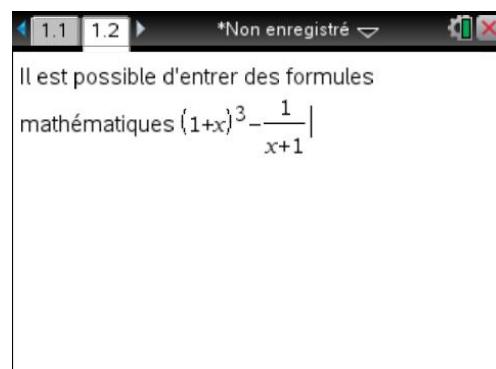 1.1 1.2 *Non enregistré
Il est possible d'entrer des formules
mathématiques (1+x)^3 - 1/(x+1)